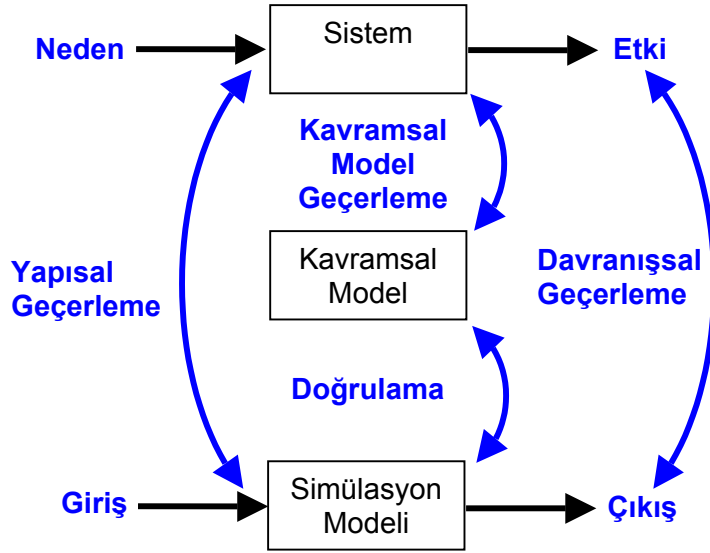 Neden
Sistem
Etki
Kavramsal
Model
Geçerleme
Yapısal
Geçerleme
Kavramsal
Model
Davranışsal
Geçerleme
Doğrulama
Giriş
Simülasyon
Modeli
Çıkış